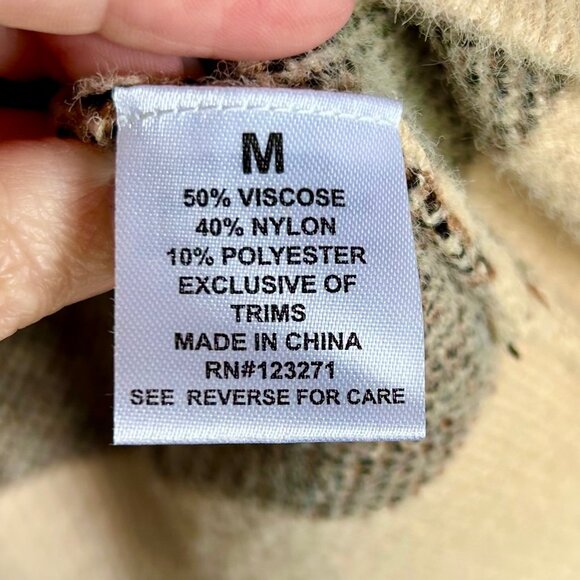 M
50% VISCOSE
40% NYLON
10% POLYESTER
EXCLUSIVE OF
TRIMS
MADE IN CHINA
RN#123271
SEE REVERSE FOR CARE